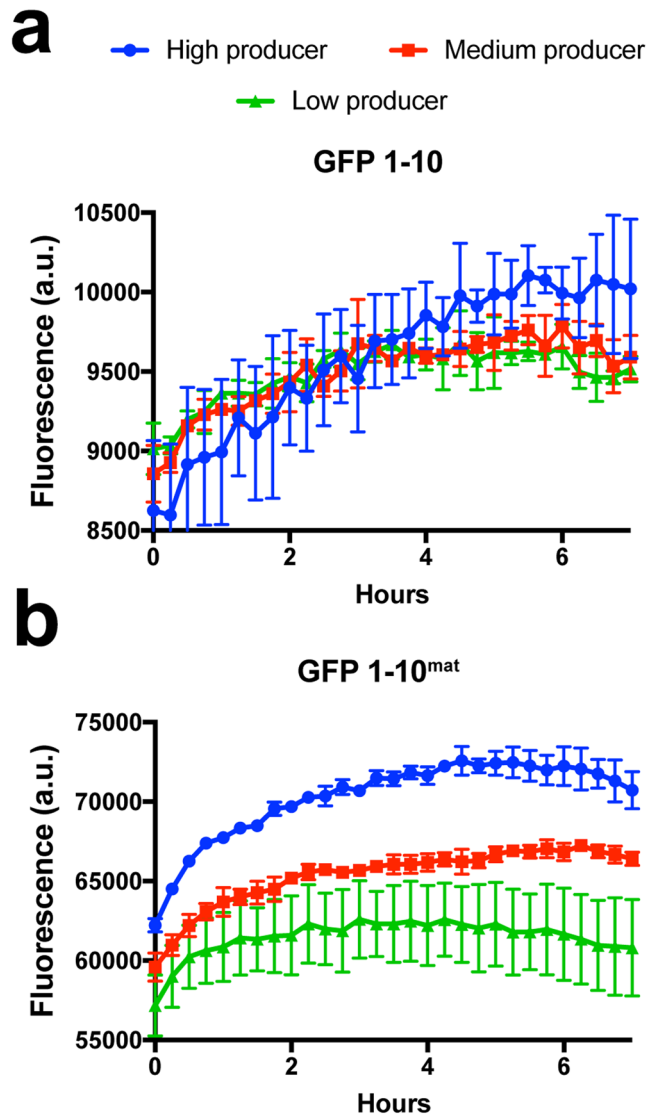 a
High producer
Medium producer
Low producer
GFP 1-10
10500
10000
9500
9000
8500
Fluorescence (a.u.)
0 2 4 6
Hours
b
GFP 1-10mat
75000
70000
65000
60000
55000
Fluorescence (a.u.)
0 2 4 6
Hours